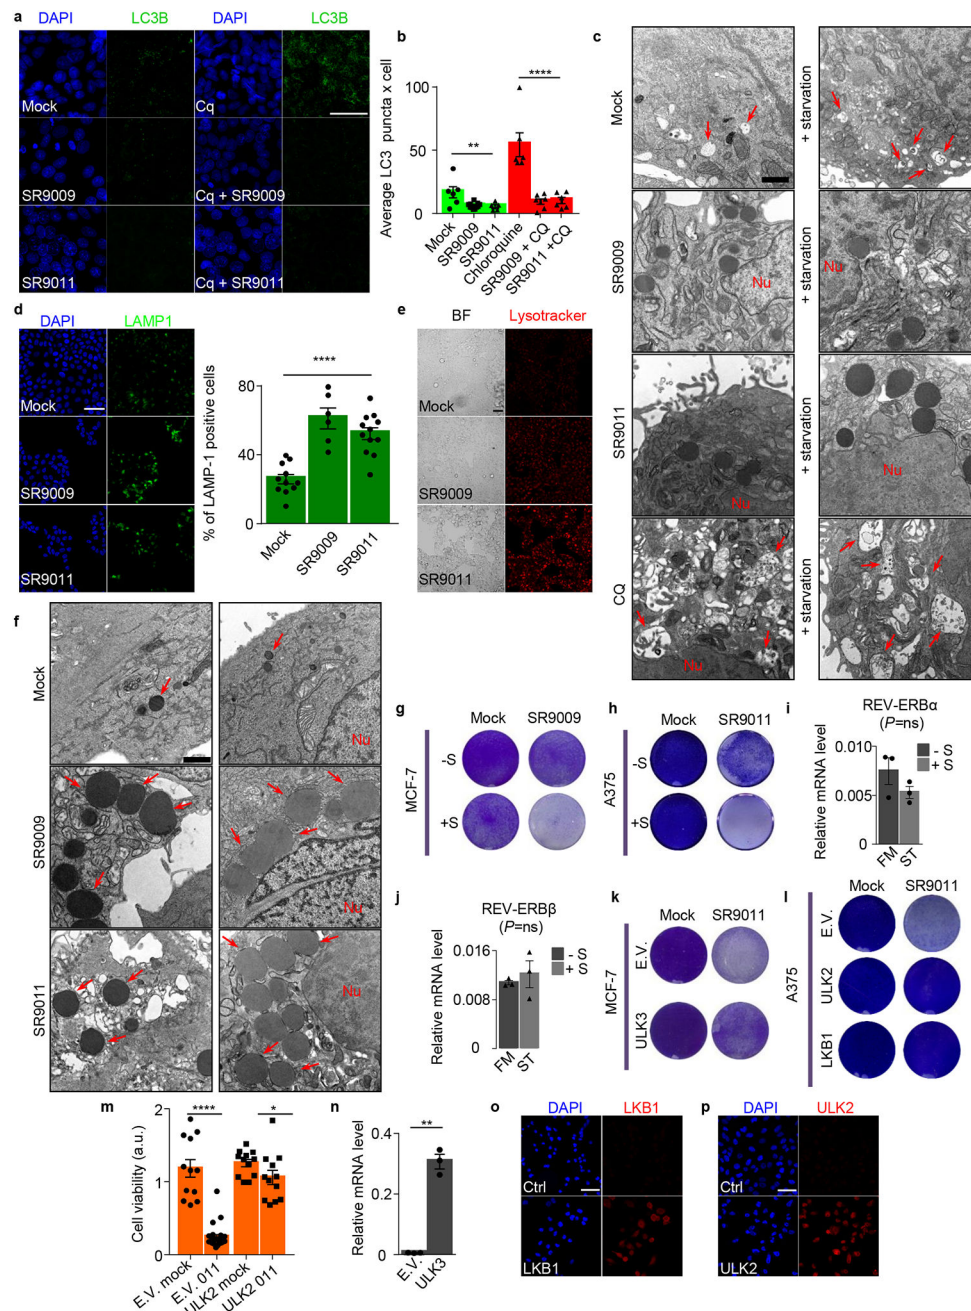 a
DAPI LC3B DAPI LC3B
Mock Cq
SR9009 Cq + SR9009
SR9011 Cq + SR9011
b
Average LC3 puncta x cell
100
50
0
**
****
Mock
SR9009
SR9011
Chloroquine
SR9009 + CQ
SR9011 +CQ
c
Mock
+ starvation
SR9009
Nu
+ starvation
Nu
SR9011
Nu
+ starvation
Nu
CQ
Nu
+ starvation
d
DAPI LAMP1
Mock
SR9009
SR9011
% of LAMP-1 positive cells
80
40
0
****
Mock
SR9009
SR9011
e
BF Lysotracker
Mock
SR9009
SR9011
f
Mock
Nu
SR9009
Nu
SR9011
Nu
g
Mock SR9009
MCF-7
-S
+S
h
Mock SR9011
A375
-S
+S
i
REV-ERBα
(P=ns)
Relative mRNA level
0.010
0.005
0
- S
+ S
FM
ST
j
REV-ERBβ
(P=ns)
Relative mRNA level
0.016
0.008
0
- S
+ S
FM
ST
k
Mock SR9011
MCF-7
E.V.
ULK3
l
Mock SR9011
A375
E.V.
ULK2
LKB1
m
Cell viability (a.u.)
2
1
0
****
*
E.V. mock
E.V. 011
ULK2 mock
ULK2 011
n
Relative mRNA level
0.4
0.2
0
**
E.V.
ULK3
o
DAPI LKB1
Ctrl
LKB1
p
DAPI ULK2
Ctrl
ULK2